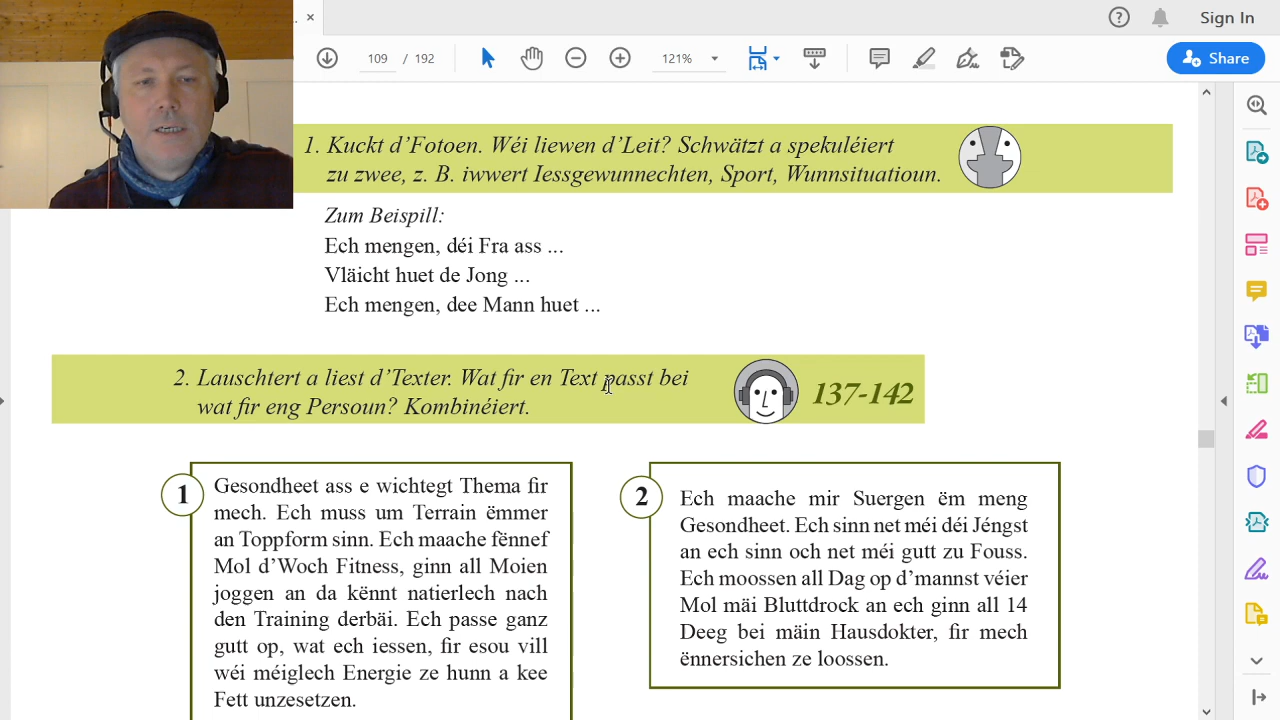 Sign In
109 / 192
121%
Share
1. Kuckt d’Fotoen. Wéi liewen d’Leit? Schwätzt a spekuléiert
zu zwee, z. B. iwwert Iessgewunnechten, Sport, Wunnsituatioun.
Zum Beispill:
Ech mengen, déi Fra ass ...
Vläicht huet de Jong ...
Ech mengen, dee Mann huet ...
2. Lauschtert a liest d’Texter. Wat fir en Text passt bei
wat fir eng Persoun? Kombinéiert.
137-142
1
Gesondheet ass e wichtegt Thema fir
mech. Ech muss um Terrain ëmmer
an Toppform sinn. Ech maache fënnef
Mol d’Woch Fitness, ginn all Moien
joggen an da kënnt natierlech nach
den Training derbäi. Ech passe ganz
gutt op, wat ech iessen, fir esou vill
wéi méiglech Energie ze hunn a kee
Fett unzesetzen.
2
Ech maache mir Suergen ëm meng
Gesondheet. Ech sinn net méi déi Jéngst
an ech sinn och net méi gutt zu Fouss.
Ech moossen all Dag op d’mannst véier
Mol mäi Bluttdrock an ech ginn all 14
Deeg bei mäin Hausdokter, fir mech
ënnersichen ze loossen.